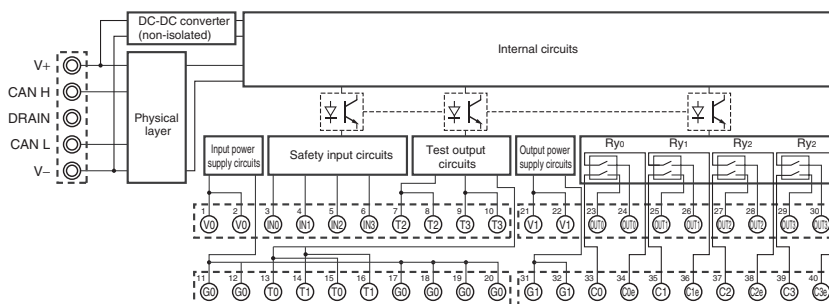 DC-DC converter
(non-isolated)
Internal circuits
V+
CAN H
DRAIN
CAN L
V–
Physical
layer
Input power
supply circuits
Safety input circuits
Test output
circuits
Output power
supply circuits
Ry0
Ry1
Ry2
Ry2
1 2 3 4 5 6 7 8 9 10
V0 V0 IN0 IN1 IN2 IN3 T2 T2 T3 T3
21 22 23 24 25 26 27 28 29 30
V1 V1 OUT0 OUT0 OUT1 OUT1 OUT2 OUT2 OUT3 OUT3
11 12 13 14 15 16 17 18 19 20
G0 G0 T0 T1 T0 T1 G0 G0 G0 G0
31 32 33 34 35 36 37 38 39 40
G1 G1 C0 C0e C1 C1e C2 C2e C3 C3e